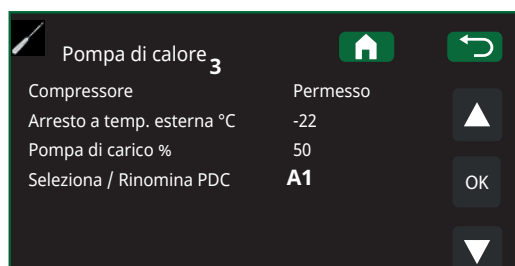 Pompa di calore 3
Compressore Permesso
Arresto a temp. esterna °C -22
Pompa di carico % 50
Seleziona / Rinomina PDC A1
OK